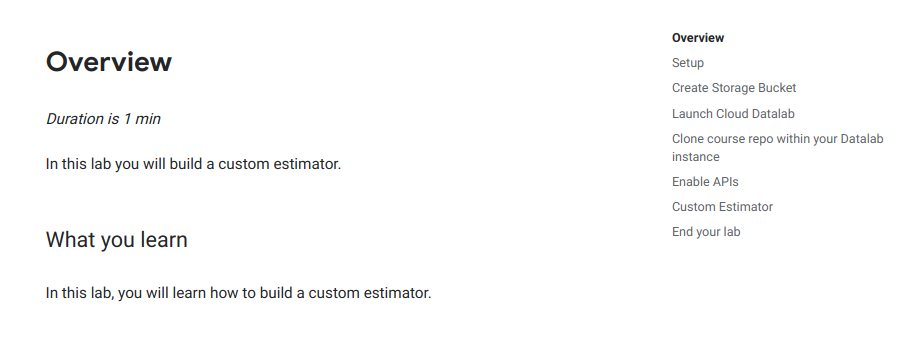 Overview
Duration is 1 min
In this lab you will build a custom estimator.
What you learn
In this lab, you will learn how to build a custom estimator.
Overview
Setup
Create Storage Bucket
Launch Cloud Datalab
Clone course repo within your Datalab
instance
Enable APIs
Custom Estimator
End your lab